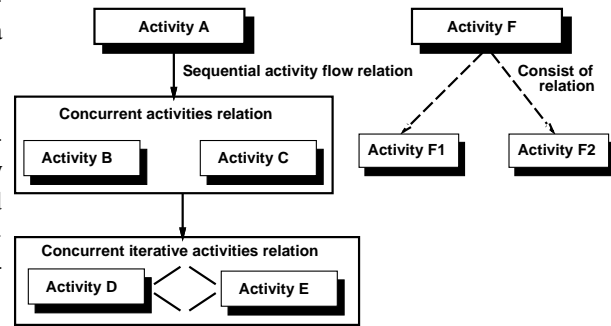 Activity A
Activity F
Sequential activity flow relation
Consist of
relation
Concurrent activities relation
Activity B
Activity C
Activity F1
Activity F2
Concurrent iterative activities relation
Activity D
Activity E